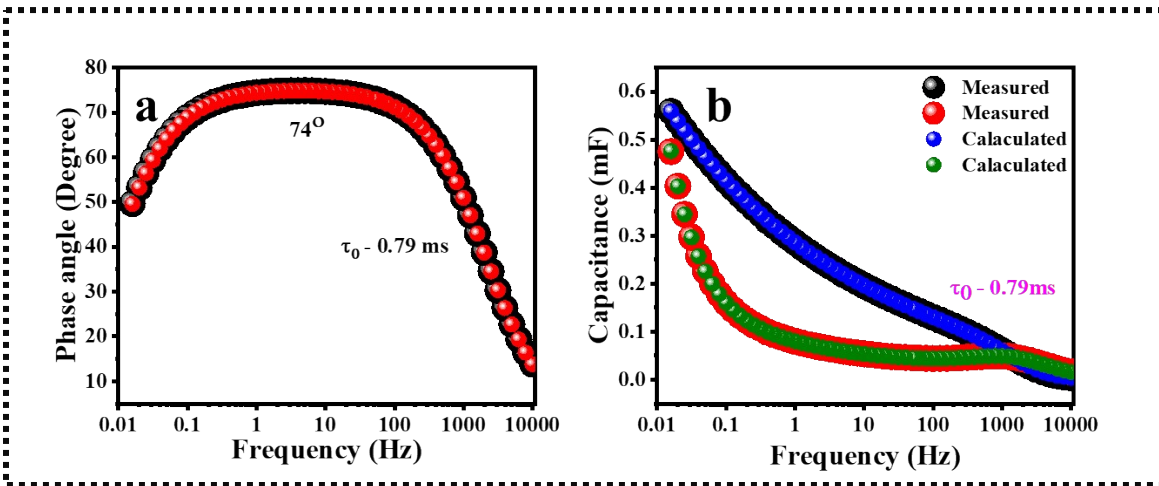 a
80
70
60
50
40
30
20
10
Phase angle (Degree)
74O
τ0 - 0.79 ms
0.01 0.1 1 10 100 1000 10000
Frequency (Hz)
b
Measured
Measured
Calaculated
Calaculated
0.6
0.5
0.4
0.3
0.2
0.1
0.0
Capacitance (mF)
τ0 - 0.79ms
0.01 0.1 1 10 100 1000 10000
Frequency (Hz)